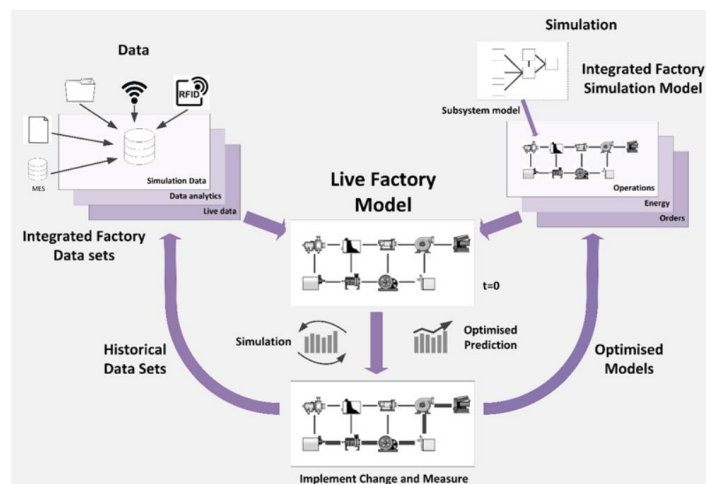 Data
Simulation
RFID
MES
Simulation Data
Data analytics
Live data
Integrated Factory
Data sets
Integrated Factory
Simulation Model
Subsystem model
Operations
Energy
Orders
Live Factory
Model
t=0
Simulation
Optimised
Prediction
Historical
Data Sets
Optimised
Models
Implement Change and Measure